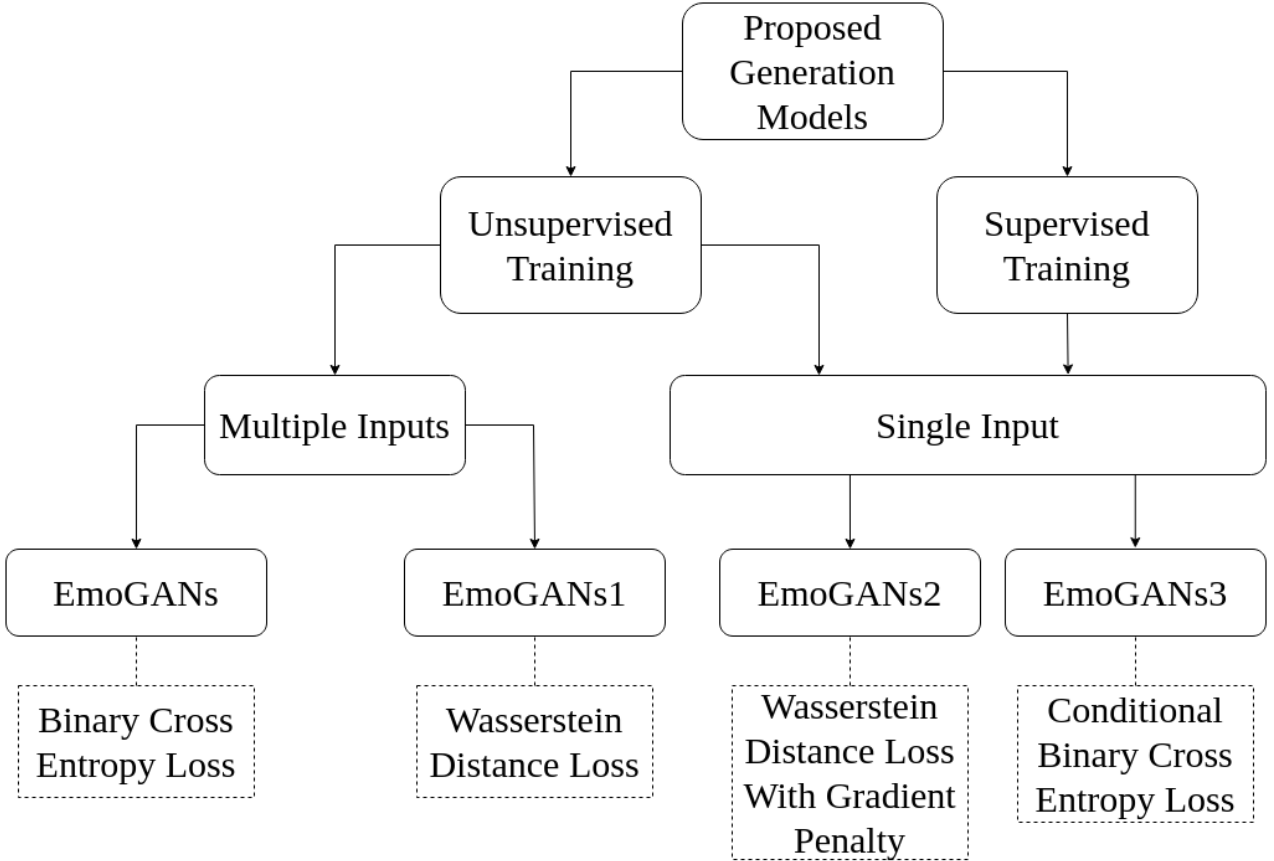 Proposed
Generation
Models
Unsupervised
Training
Supervised
Training
Multiple Inputs
Single Input
EmoGANs
EmoGANs1
EmoGANs2
EmoGANs3
Binary Cross
Entropy Loss
Wasserstein
Distance Loss
Wasserstein
Distance Loss
With Gradient
Penalty
Conditional
Binary Cross
Entropy Loss